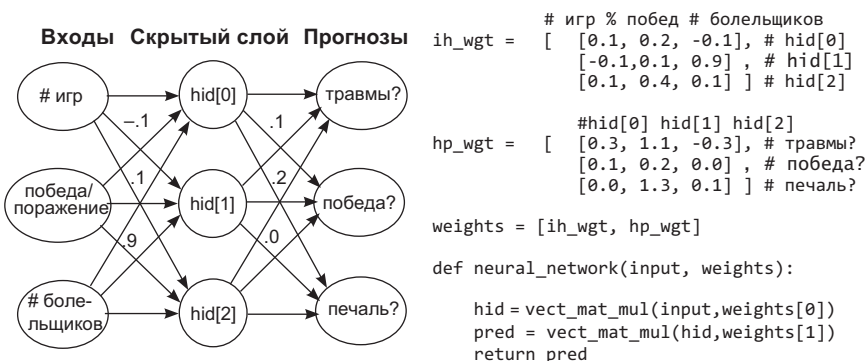 Входы Скрытый слой Прогнозы
# игр
победа/
поражение
# боле-
льщиков
hid[0]
hid[1]
hid[2]
травмы?
победа?
печаль?
–.1
.1
.9
.1
.2
.0
# игр % побед # болельщиков
ih_wgt = [ [0.1, 0.2, -0.1], # hid[0]
[-0.1,0.1, 0.9] , # hid[1]
[0.1, 0.4, 0.1] ] # hid[2]
#hid[0] hid[1] hid[2]
hp_wgt = [ [0.3, 1.1, -0.3], # травмы?
[0.1, 0.2, 0.0] , # победа?
[0.0, 1.3, 0.1] ] # печаль?
weights = [ih_wgt, hp_wgt]
def neural_network(input, weights):
hid = vect_mat_mul(input,weights[0])
pred = vect_mat_mul(hid,weights[1])
return pred